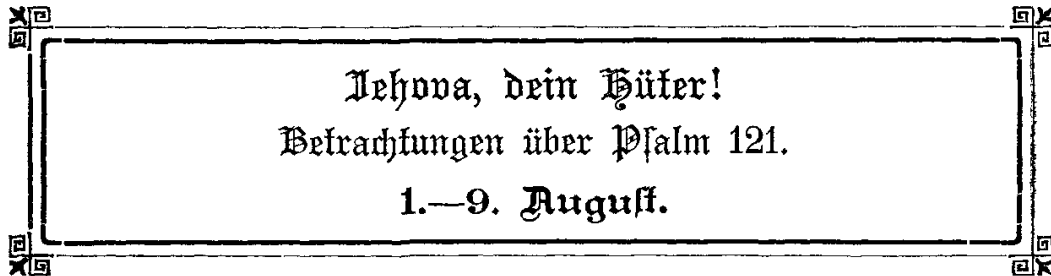 Jehova, dein Hüter!
Betrachtungen über Psalm 121.
1.—9. August.